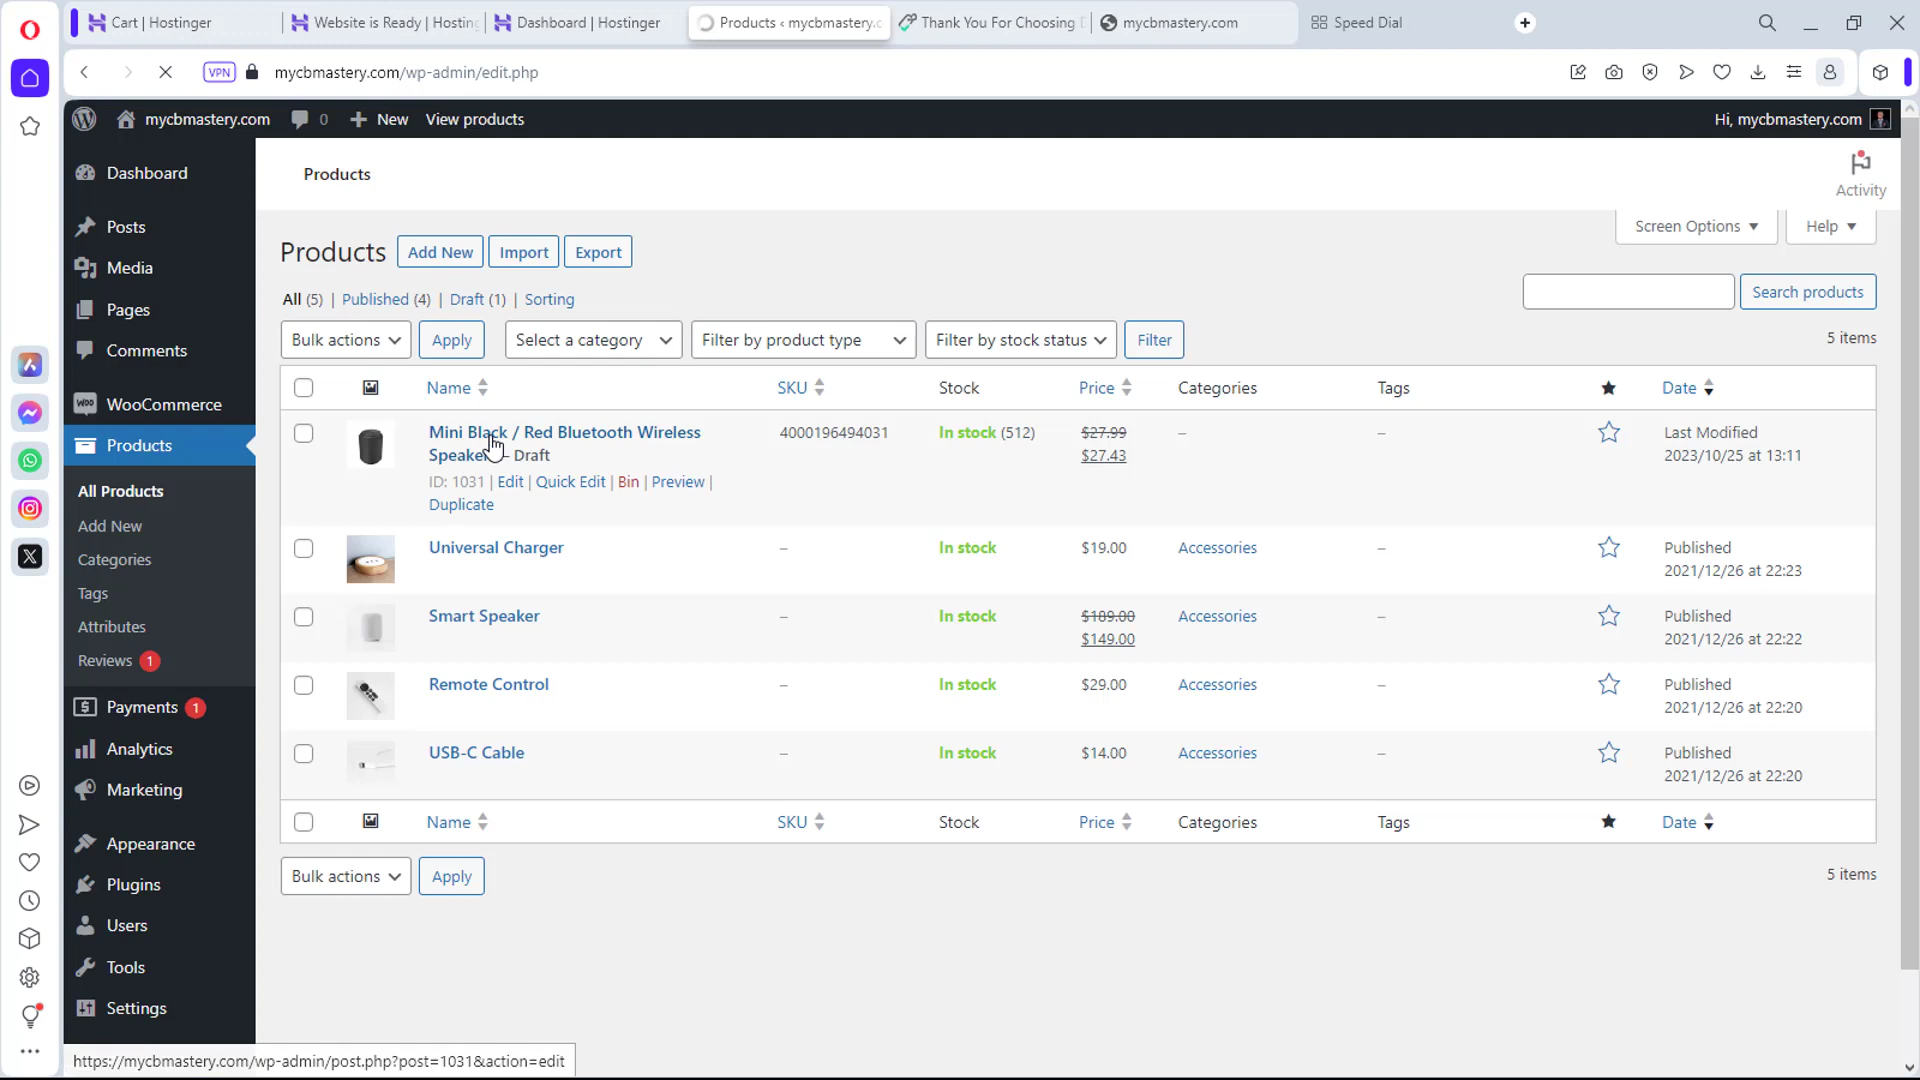 Cart | Hostinger
Website is Ready | Hosting
Dashboard | Hostinger
Products ‹ mycbmastery.c
Thank You For Choosing D
mycbmastery.com
Speed Dial
VPN
mycbmastery.com/wp-admin/edit.php
mycbmastery.com
0
New
View products
Hi, mycbmastery.com
Dashboard
Posts
Media
Pages
Comments
WooCommerce
Products
All Products
Add New
Categories
Tags
Attributes
Reviews 1
Payments 1
Analytics
Marketing
Appearance
Plugins
Users
Tools
Settings
Products
Activity
Screen Options
Help
Products
Add New
Import
Export
All (5) | Published (4) | Draft (1) | Sorting
Search products
Bulk actions
Apply
Select a category
Filter by product type
Filter by stock status
Filter
5 items
Name SKU Stock Price Categories Tags Date
Mini Black / Red Bluetooth Wireless 4000196494031 In stock (512) $27.99 – – Last Modified
Speaker — Draft $27.43 2023/10/25 at 13:11
ID: 1031 | Edit | Quick Edit | Bin | Preview |
Duplicate
Universal Charger – In stock $19.00 Accessories – Published
2021/12/26 at 22:23
Smart Speaker – In stock $189.00 Accessories – Published
$149.00 2021/12/26 at 22:22
Remote Control – In stock $29.00 Accessories – Published
2021/12/26 at 22:20
USB-C Cable – In stock $14.00 Accessories – Published
2021/12/26 at 22:20
Name SKU Stock Price Categories Tags Date
Bulk actions
Apply
5 items
https://mycbmastery.com/wp-admin/post.php?post=1031&action=edit